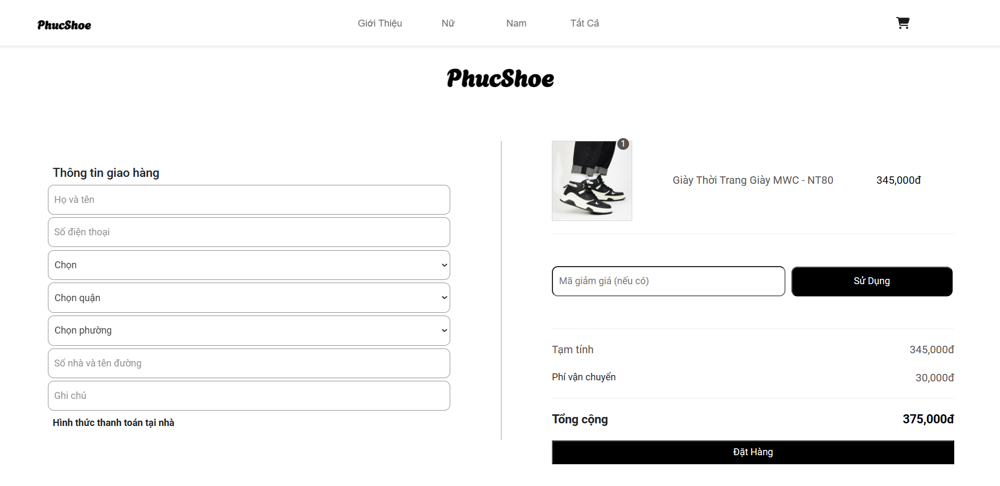 PhucShoe
Giới Thiệu
Nữ
Nam
Tất Cả
PhucShoe
Thông tin giao hàng
Họ và tên
Số điện thoại
Chọn
Chọn quận
Chọn phường
Số nhà và tên đường
Ghi chú
Hình thức thanh toán tại nhà
1
Giày Thời Trang Giày MWC - NT80
345,000đ
Mã giảm giá (nếu có)
Sử Dụng
Tạm tính
345,000đ
Phí vận chuyển
30,000đ
Tổng cộng
375,000đ
Đặt Hàng